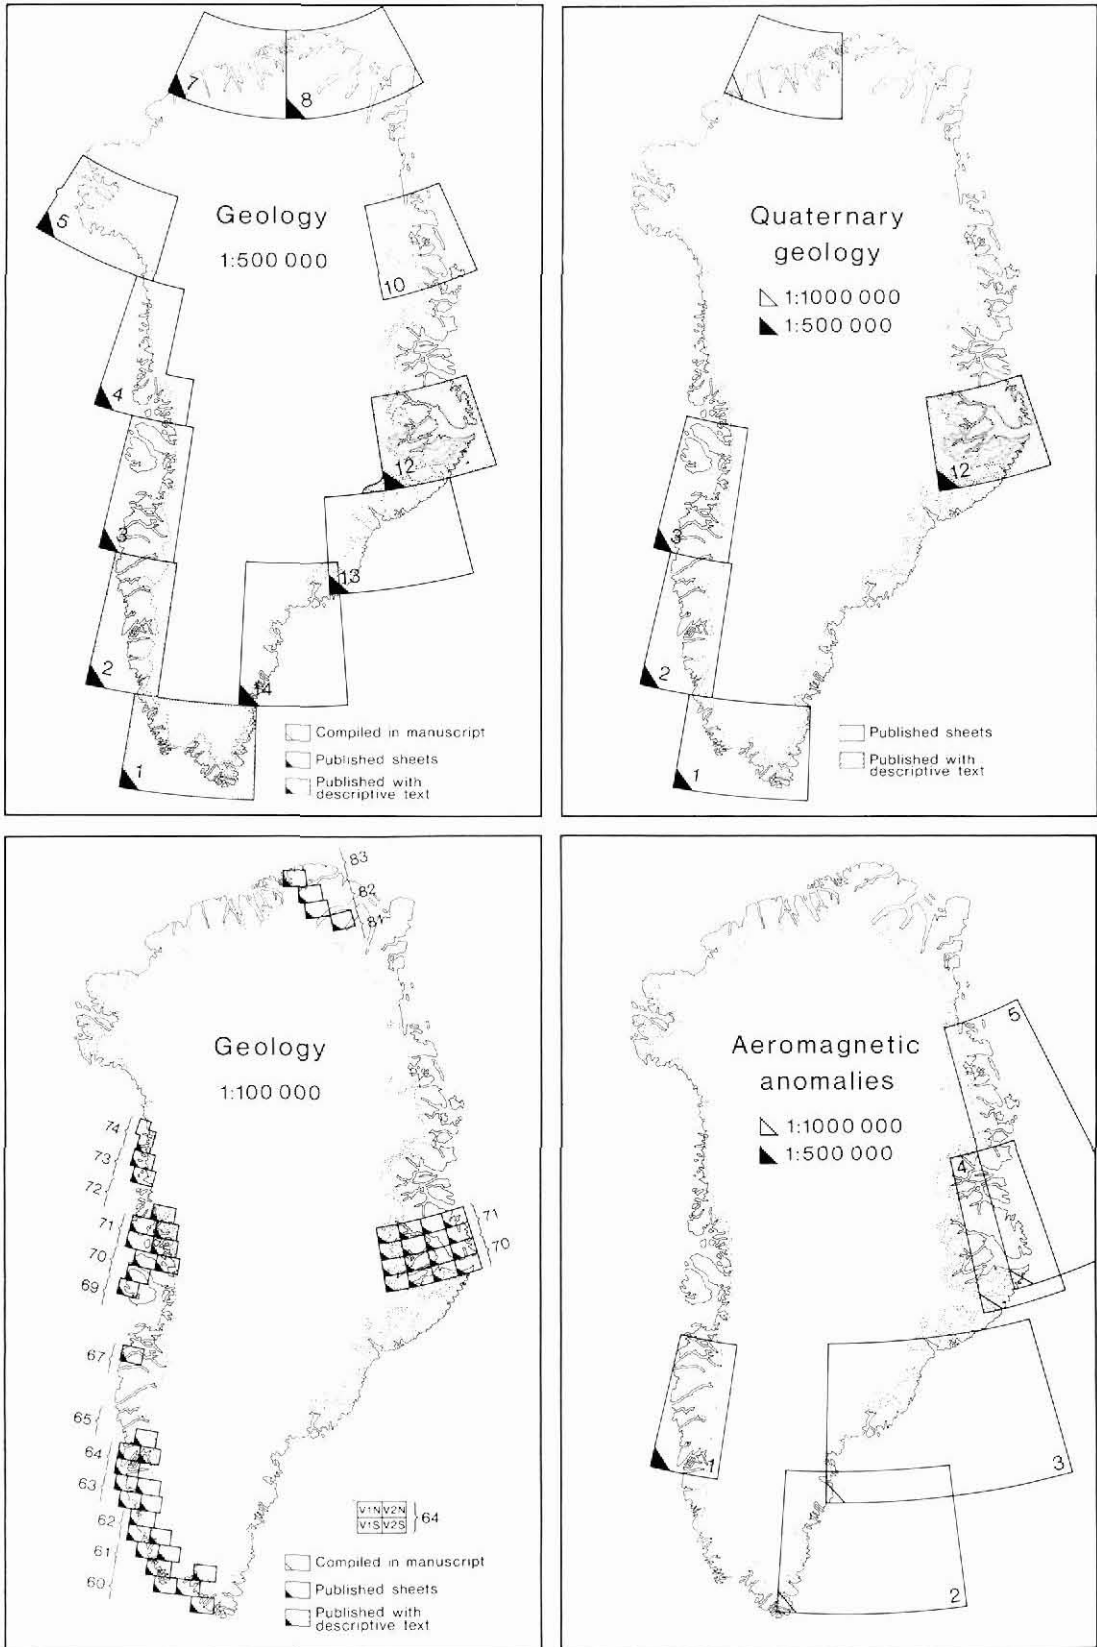 7
8
5
Geology
1:500 000
10
4
12
3
13
2
14
Compiled in manuscript
Published sheets
Published with
descriptive text
1
Quaternary
geology
1:1000 000
1:500 000
12
3
2
Published sheets
Published with
descriptive text
1
83
82
81
Geology
1:100 000
74
73
72
71
70
69
71
70
67
65
64
63
62
61
60
V1N V2N
V1S V2S
64
Compiled in manuscript
Published sheets
Published with
descriptive text
5
Aeromagnetic
anomalies
1:1000 000
1:500 000
4
1
3
2